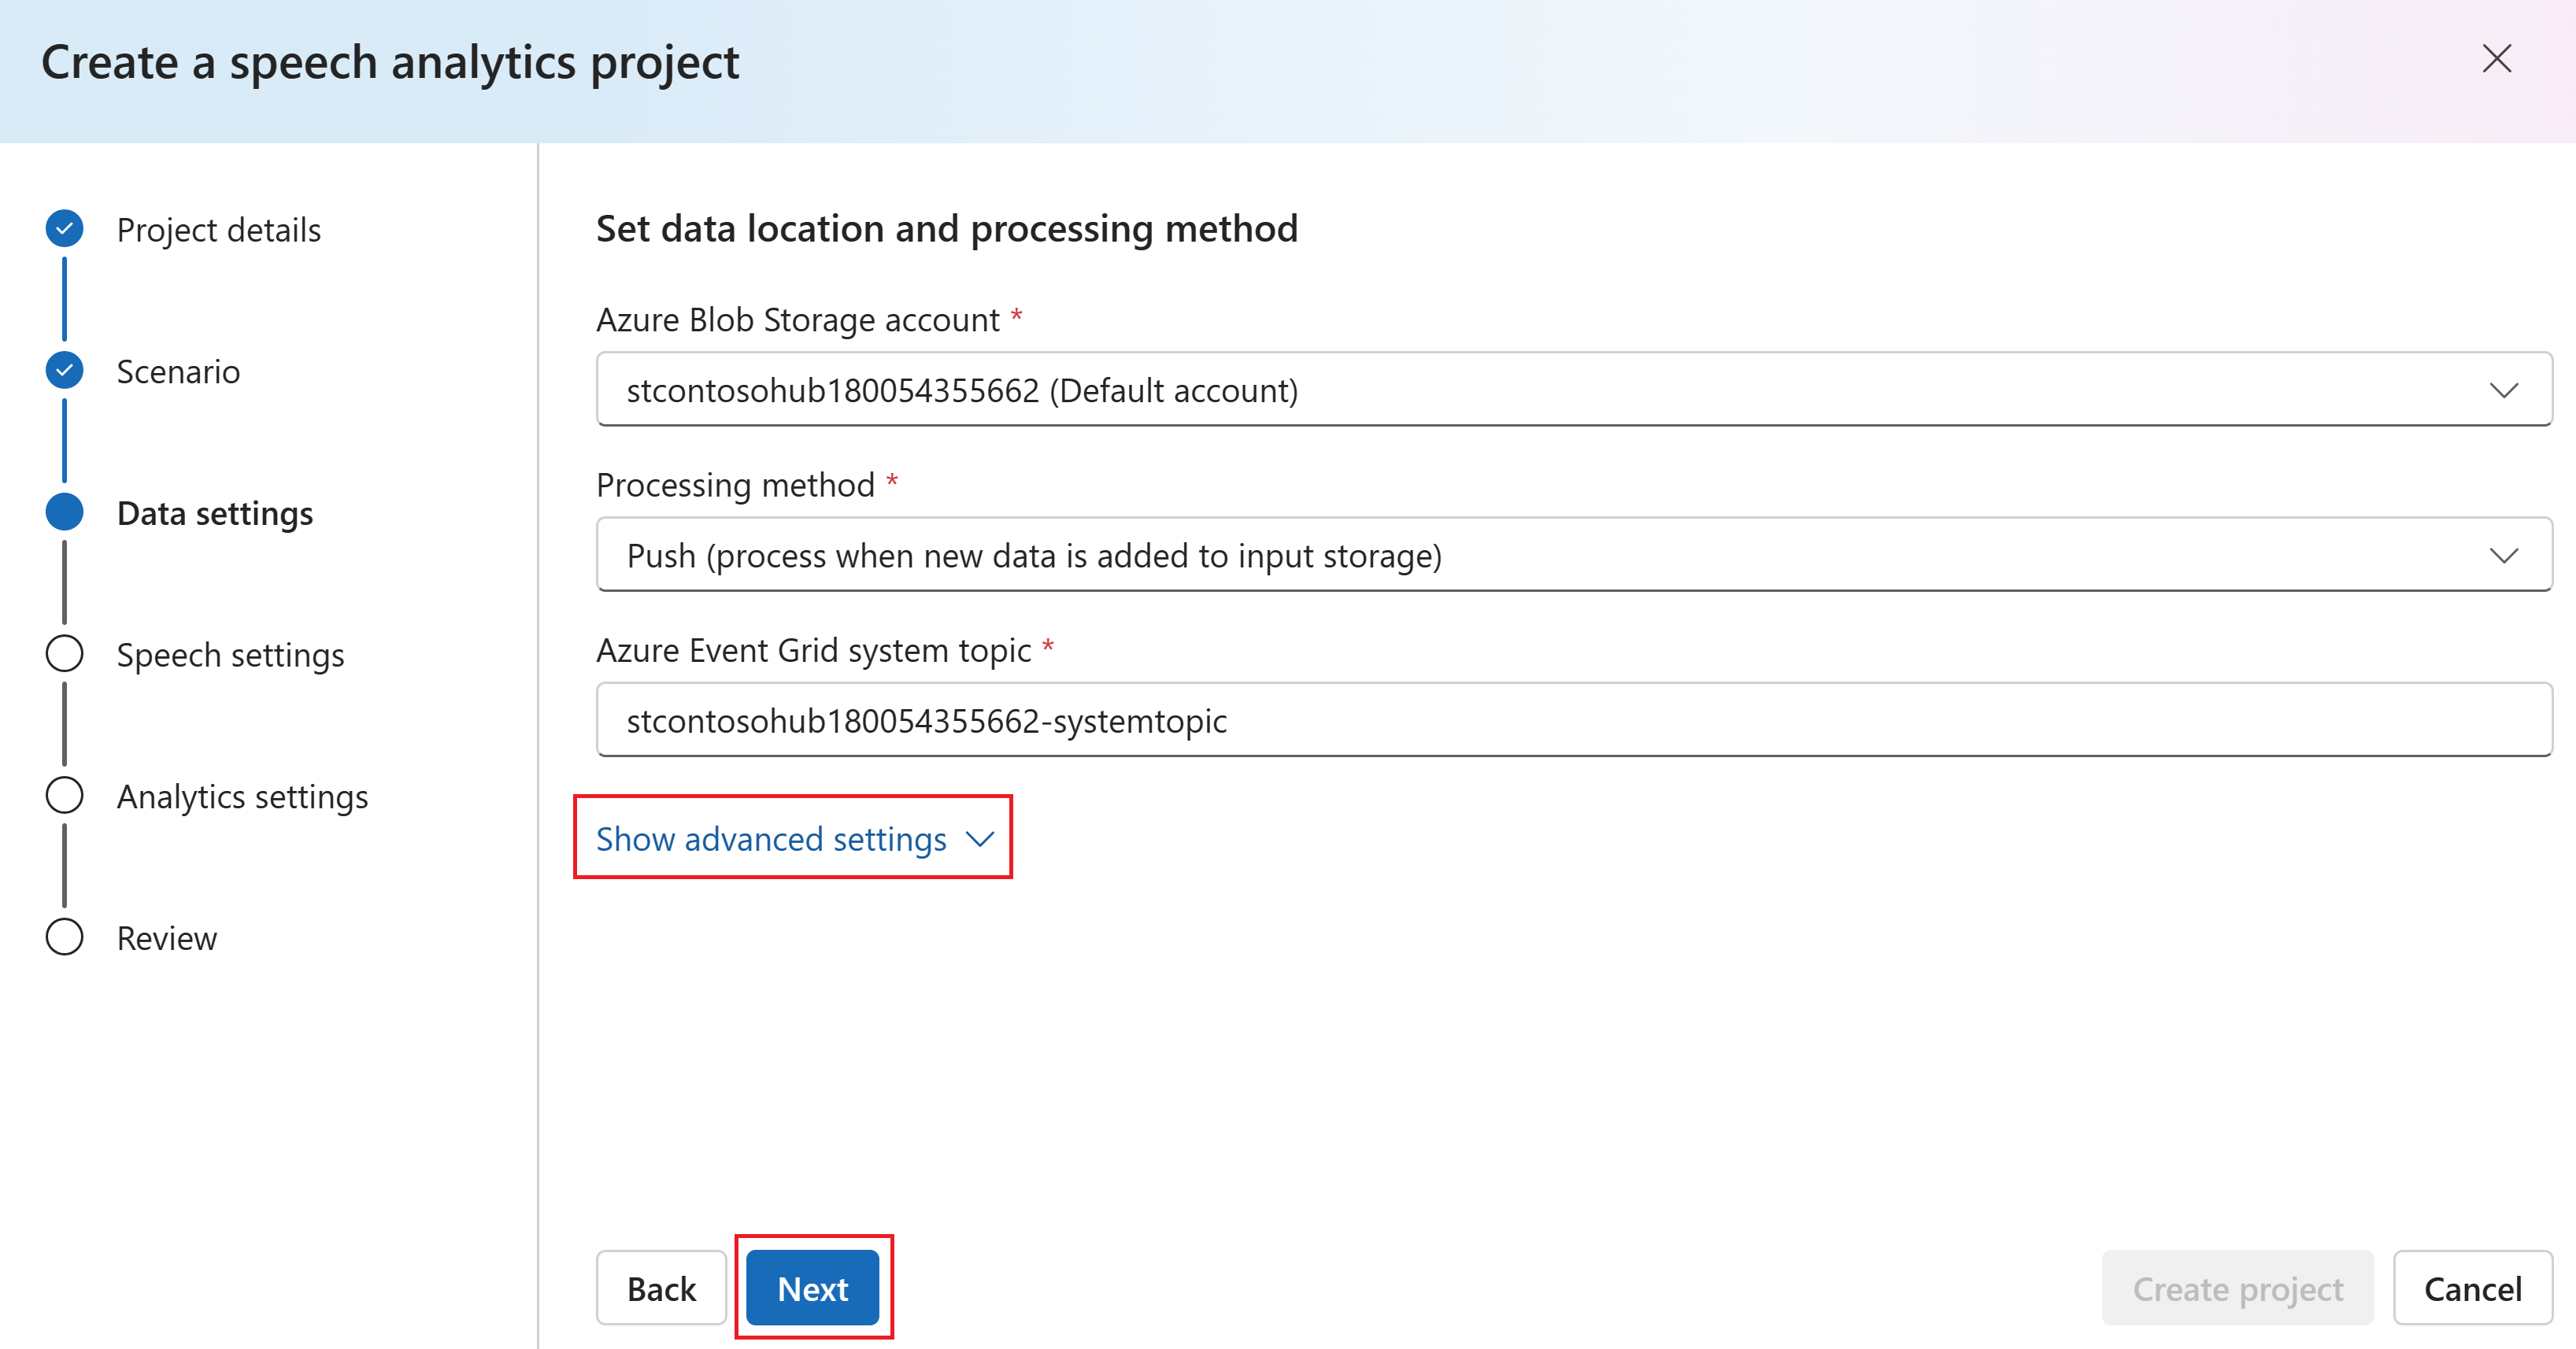 Create a speech analytics project
Project details
Scenario
Data settings
Speech settings
Analytics settings
Review
Set data location and processing method
Azure Blob Storage account *
stcontosohub180054355662 (Default account)
Processing method *
Push (process when new data is added to input storage)
Azure Event Grid system topic *
stcontosohub180054355662-systemtopic
Show advanced settings
Back
Next
Create project
Cancel